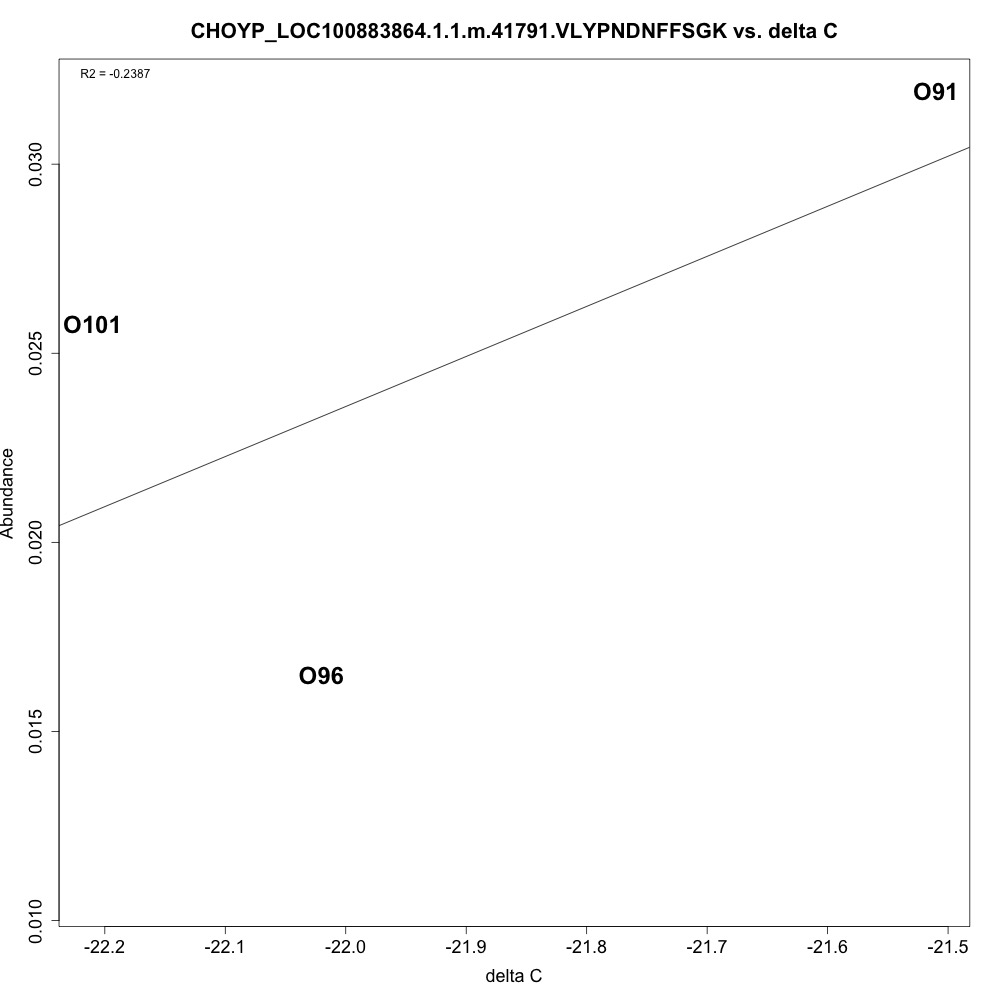 CHOYP_LOC100883864.1.1.m.41791.VLYPNDNFFSGK vs. delta C
R2 = -0.2387
O91
0.030
O101
0.025
Abundance
0.020
O96
0.015
0.010
-22.2 -22.1 -22.0 -21.9 -21.8 -21.7 -21.6 -21.5
delta C